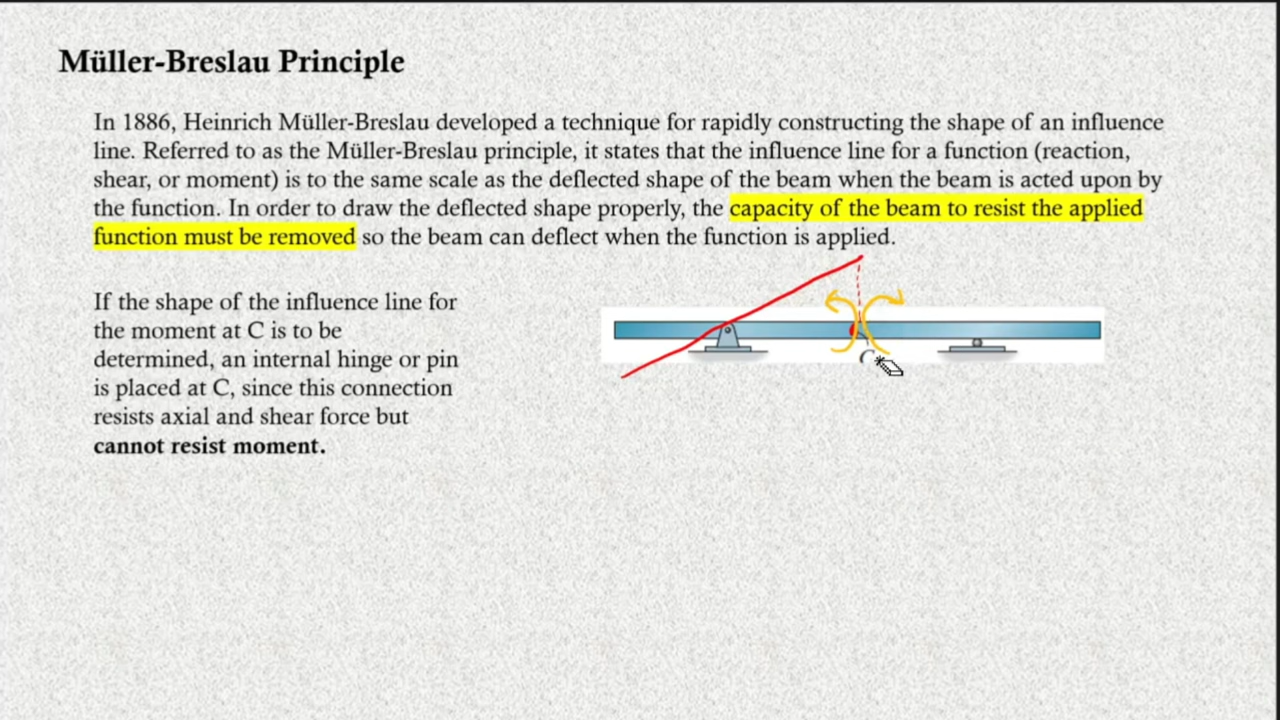 Müller-Breslau Principle
In 1886, Heinrich Müller-Breslau developed a technique for rapidly constructing the shape of an influence
line. Referred to as the Müller-Breslau principle, it states that the influence line for a function (reaction,
shear, or moment) is to the same scale as the deflected shape of the beam when the beam is acted upon by
the function. In order to draw the deflected shape properly, the capacity of the beam to resist the applied
function must be removed so the beam can deflect when the function is applied.
If the shape of the influence line for
the moment at C is to be
determined, an internal hinge or pin
is placed at C, since this connection
resists axial and shear force but
cannot resist moment.
C